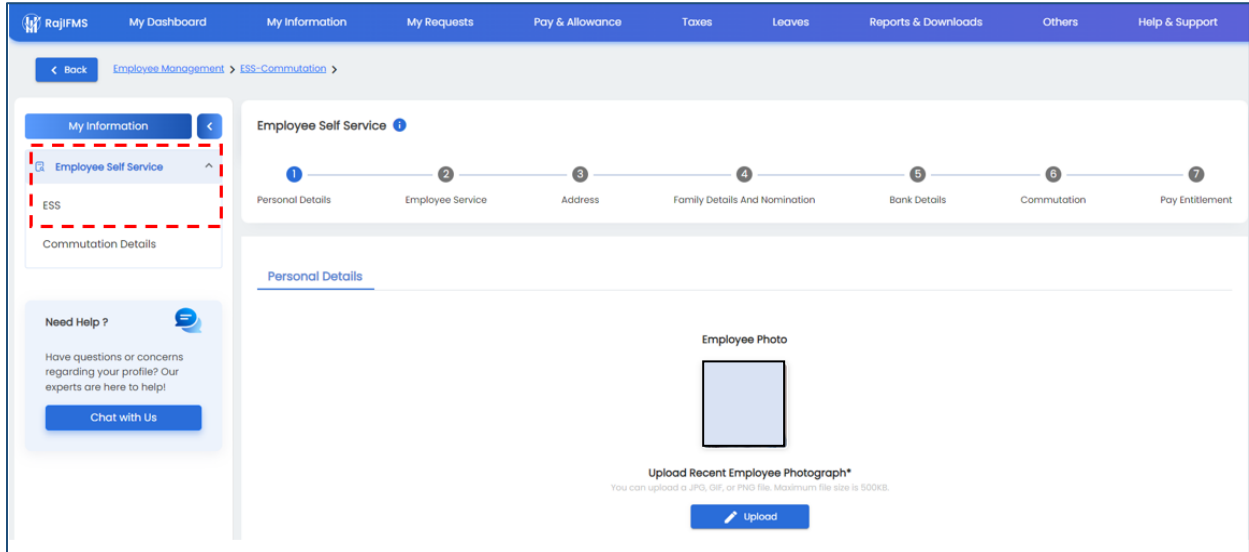 RajIFMS My Dashboard My Information My Requests Pay & Allowance Taxes Leaves Reports & Downloads Others Help & Support
Back Employee Management > ESS-Commutation >
My Information
Employee Self Service
ESS
Commutation Details
Need Help ?
Have questions or concerns
regarding your profile? Our
experts are here to help!
Chat with Us
Employee Self Service
1 2 3 4 5 6 7
Personal Details Employee Service Address Family Details And Nomination Bank Details Commutation Pay Entitlement
Personal Details
Employee Photo
Upload Recent Employee Photograph*
You can upload a JPG, GIF, or PNG file. Maximum file size is 500KB.
Upload